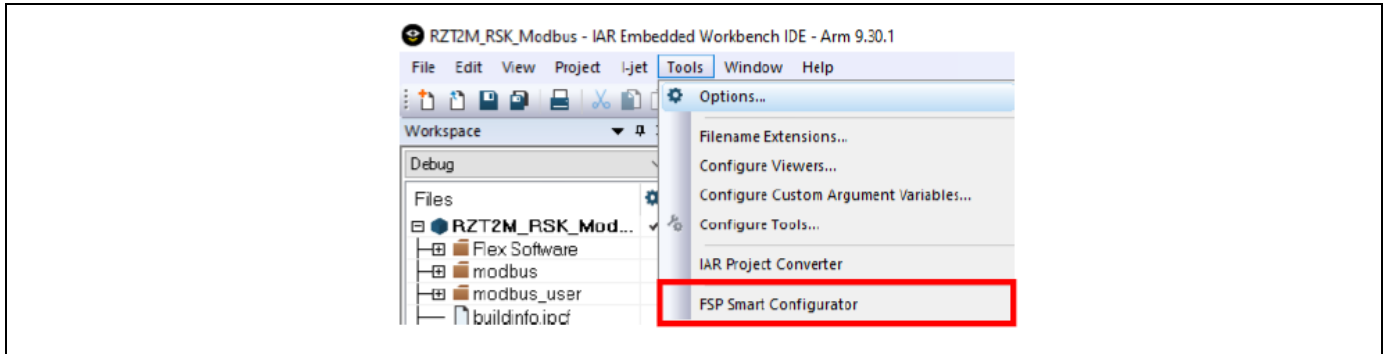 RZT2M_RSK_Modbus - IAR Embedded Workbench IDE - Arm 9.30.1
File Edit View Project I-jet Tools Window Help
Options...
Workspace
Filename Extensions...
Debug
Configure Viewers...
Configure Custom Argument Variables...
Files
RZT2M_RSK_Mod...
Configure Tools...
Flex Software
IAR Project Converter
modbus
modbus_user
FSP Smart Configurator
buildinfo.ipcf